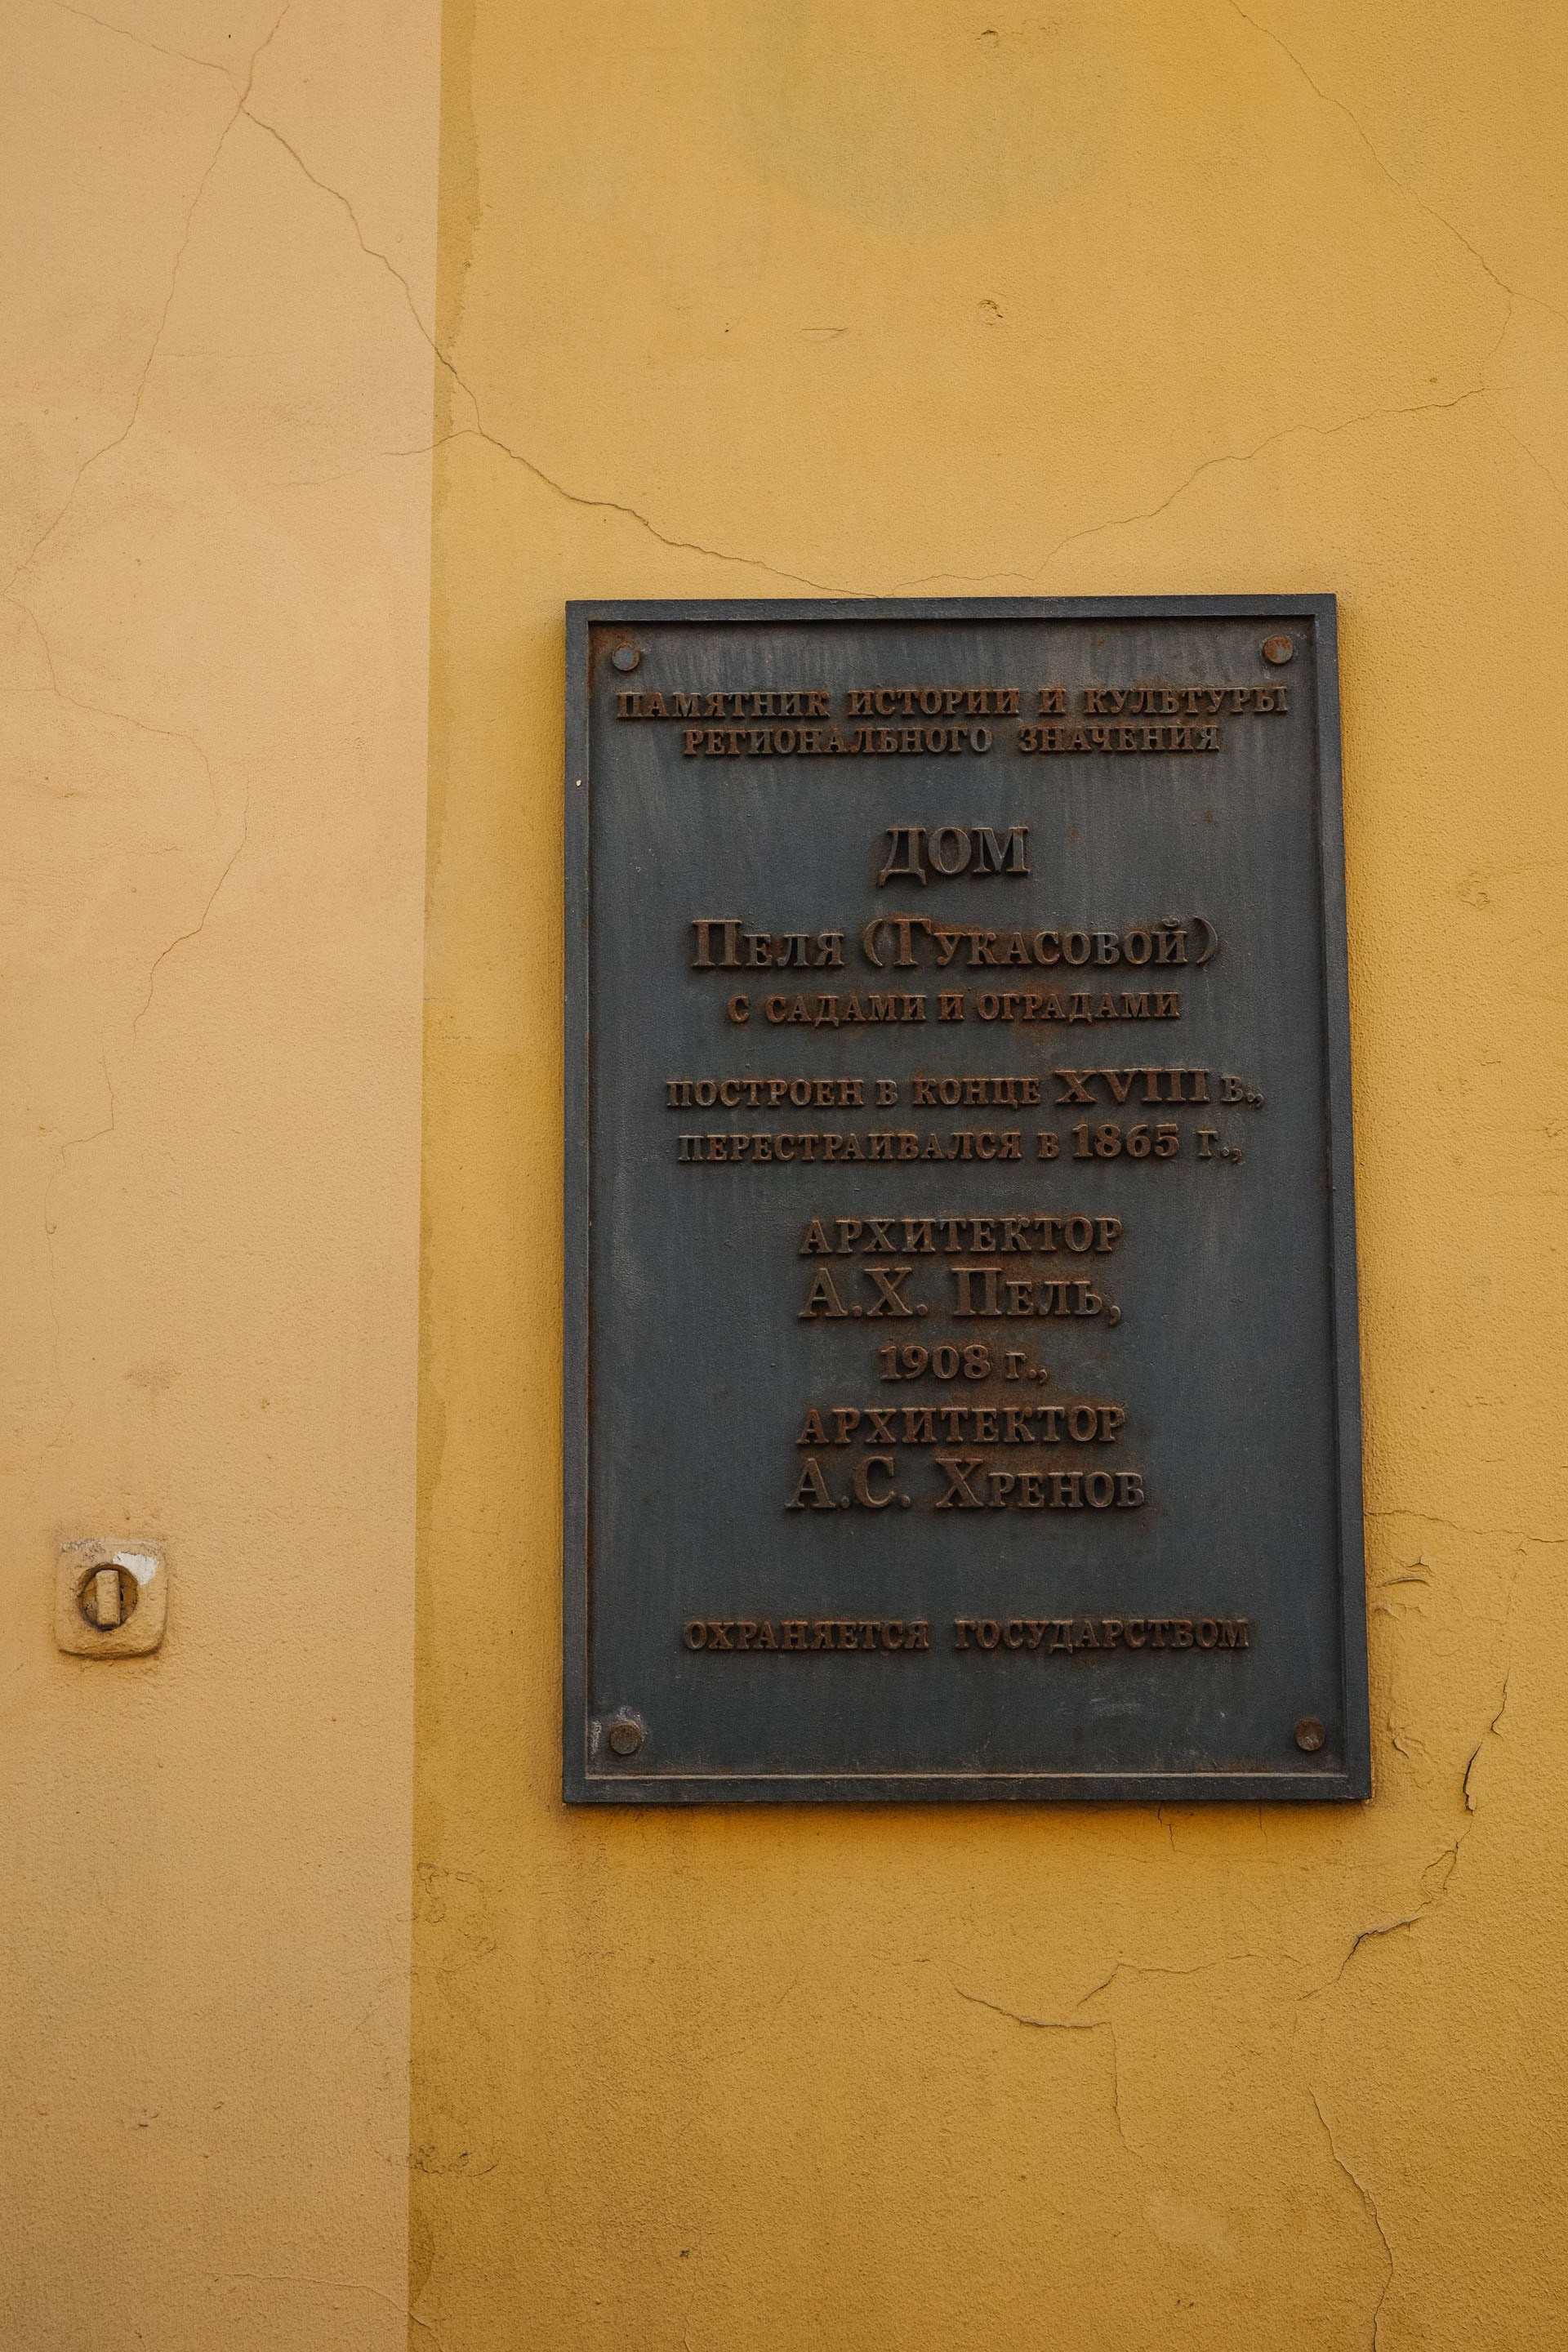 ПАМЯТНИК ИСТОРИИ И КУЛЬТУРЫ
РЕГИОНАЛЬНОГО ЗНАЧЕНИЯ
ДОМ
ПЕЛЯ (ГУКАСОВОЙ)
С САДАМИ И ОГРАДАМИ
ПОСТРОЕН В КОНЦЕ XVIII В.,
ПЕРЕСТРАИВАЛСЯ В 1865 Г.,
АРХИТЕКТОР
А.Х. ПЕЛЬ,
1908 Г.,
АРХИТЕКТОР
А.С. ХРЕНОВ
ОХРАНЯЕТСЯ ГОСУДАРСТВОМ